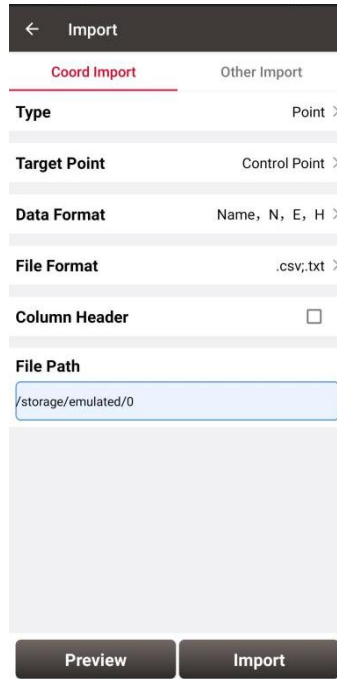 Import
Coord Import Other Import
Type Point
Target Point Control Point
Data Format Name，N，E，H
File Format .csv;.txt
Column Header
File Path
/storage/emulated/0
Preview Import